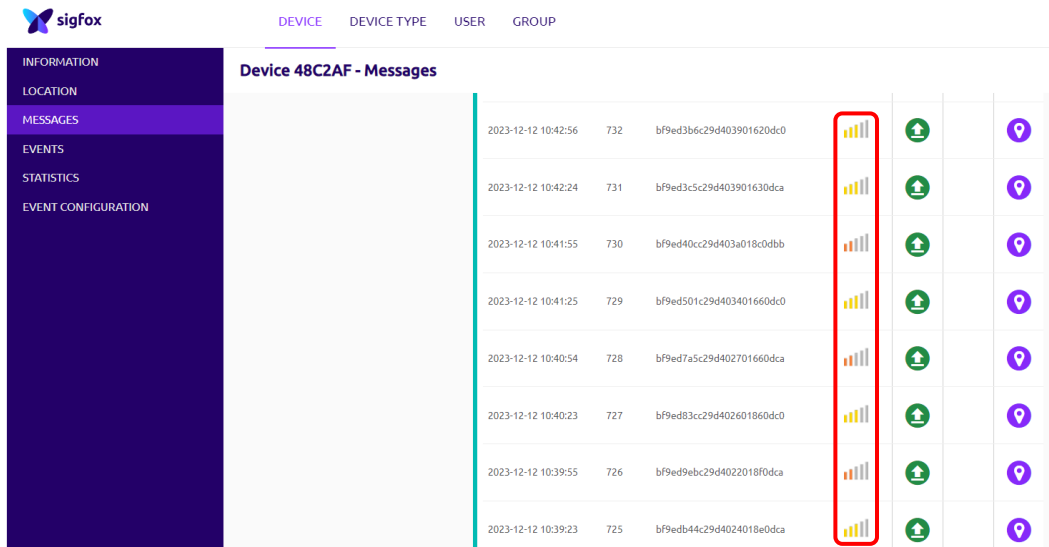 sigfox
DEVICE DEVICE TYPE USER GROUP
INFORMATION
LOCATION
MESSAGES
EVENTS
STATISTICS
EVENT CONFIGURATION
Device 48C2AF - Messages
2023-12-12 10:42:56 732 bf9ed3b6c29d403901620dc0
2023-12-12 10:42:24 731 bf9ed3c5c29d403901630dca
2023-12-12 10:41:55 730 bf9ed40cc29d403a018c0dbb
2023-12-12 10:41:25 729 bf9ed501c29d403401660dc0
2023-12-12 10:40:54 728 bf9ed7a5c29d402701660dca
2023-12-12 10:40:23 727 bf9ed83cc29d402601860dc0
2023-12-12 10:39:55 726 bf9ed9ebc29d4022018f0dca
2023-12-12 10:39:23 725 bf9edb44c29d4024018e0dca